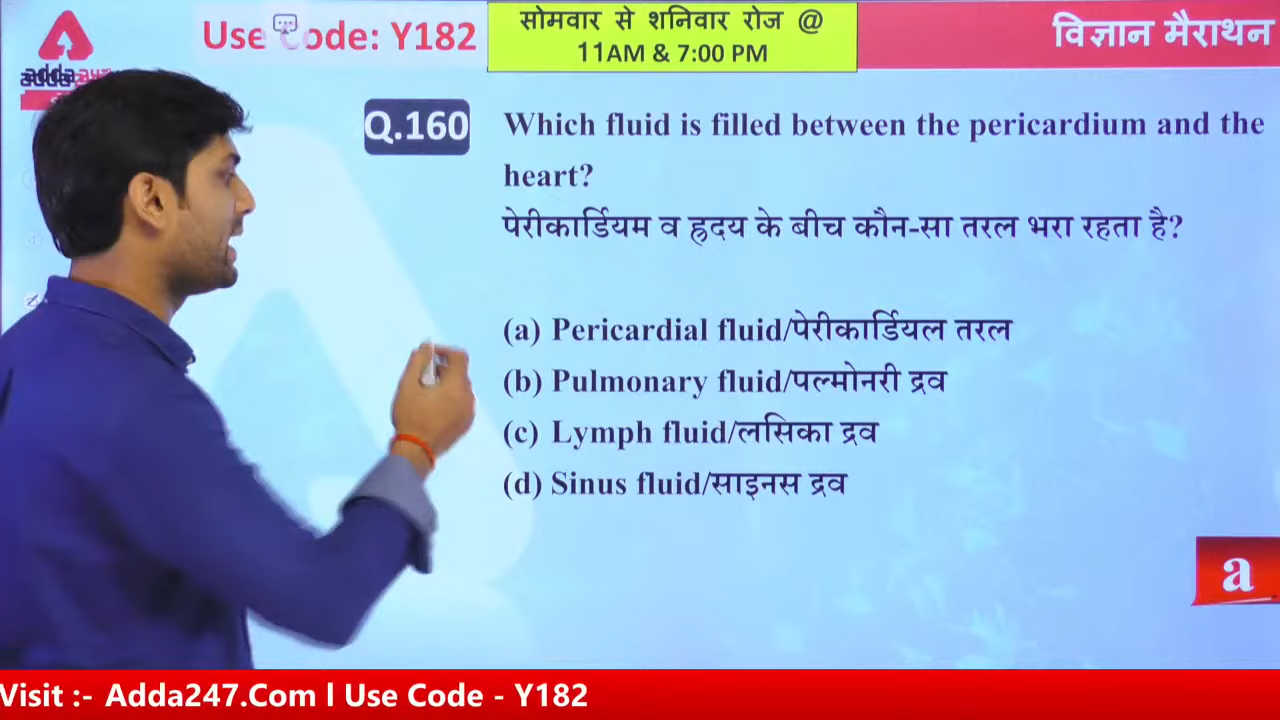 Use Code: Y182
सोमवार से शनिवार रोज @
11AM & 7:00 PM
विज्ञान मैराथन
adda
Q.160
Which fluid is filled between the pericardium and the
heart?
पेरीकार्डियम व ह्रदय के बीच कौन-सा तरल भरा रहता है?
(a) Pericardial fluid/पेरीकार्डियल तरल
(b) Pulmonary fluid/पल्मोनरी द्रव
(c) Lymph fluid/लसिका द्रव
(d) Sinus fluid/साइनस द्रव
a
Visit :- Adda247.Com l Use Code - Y182